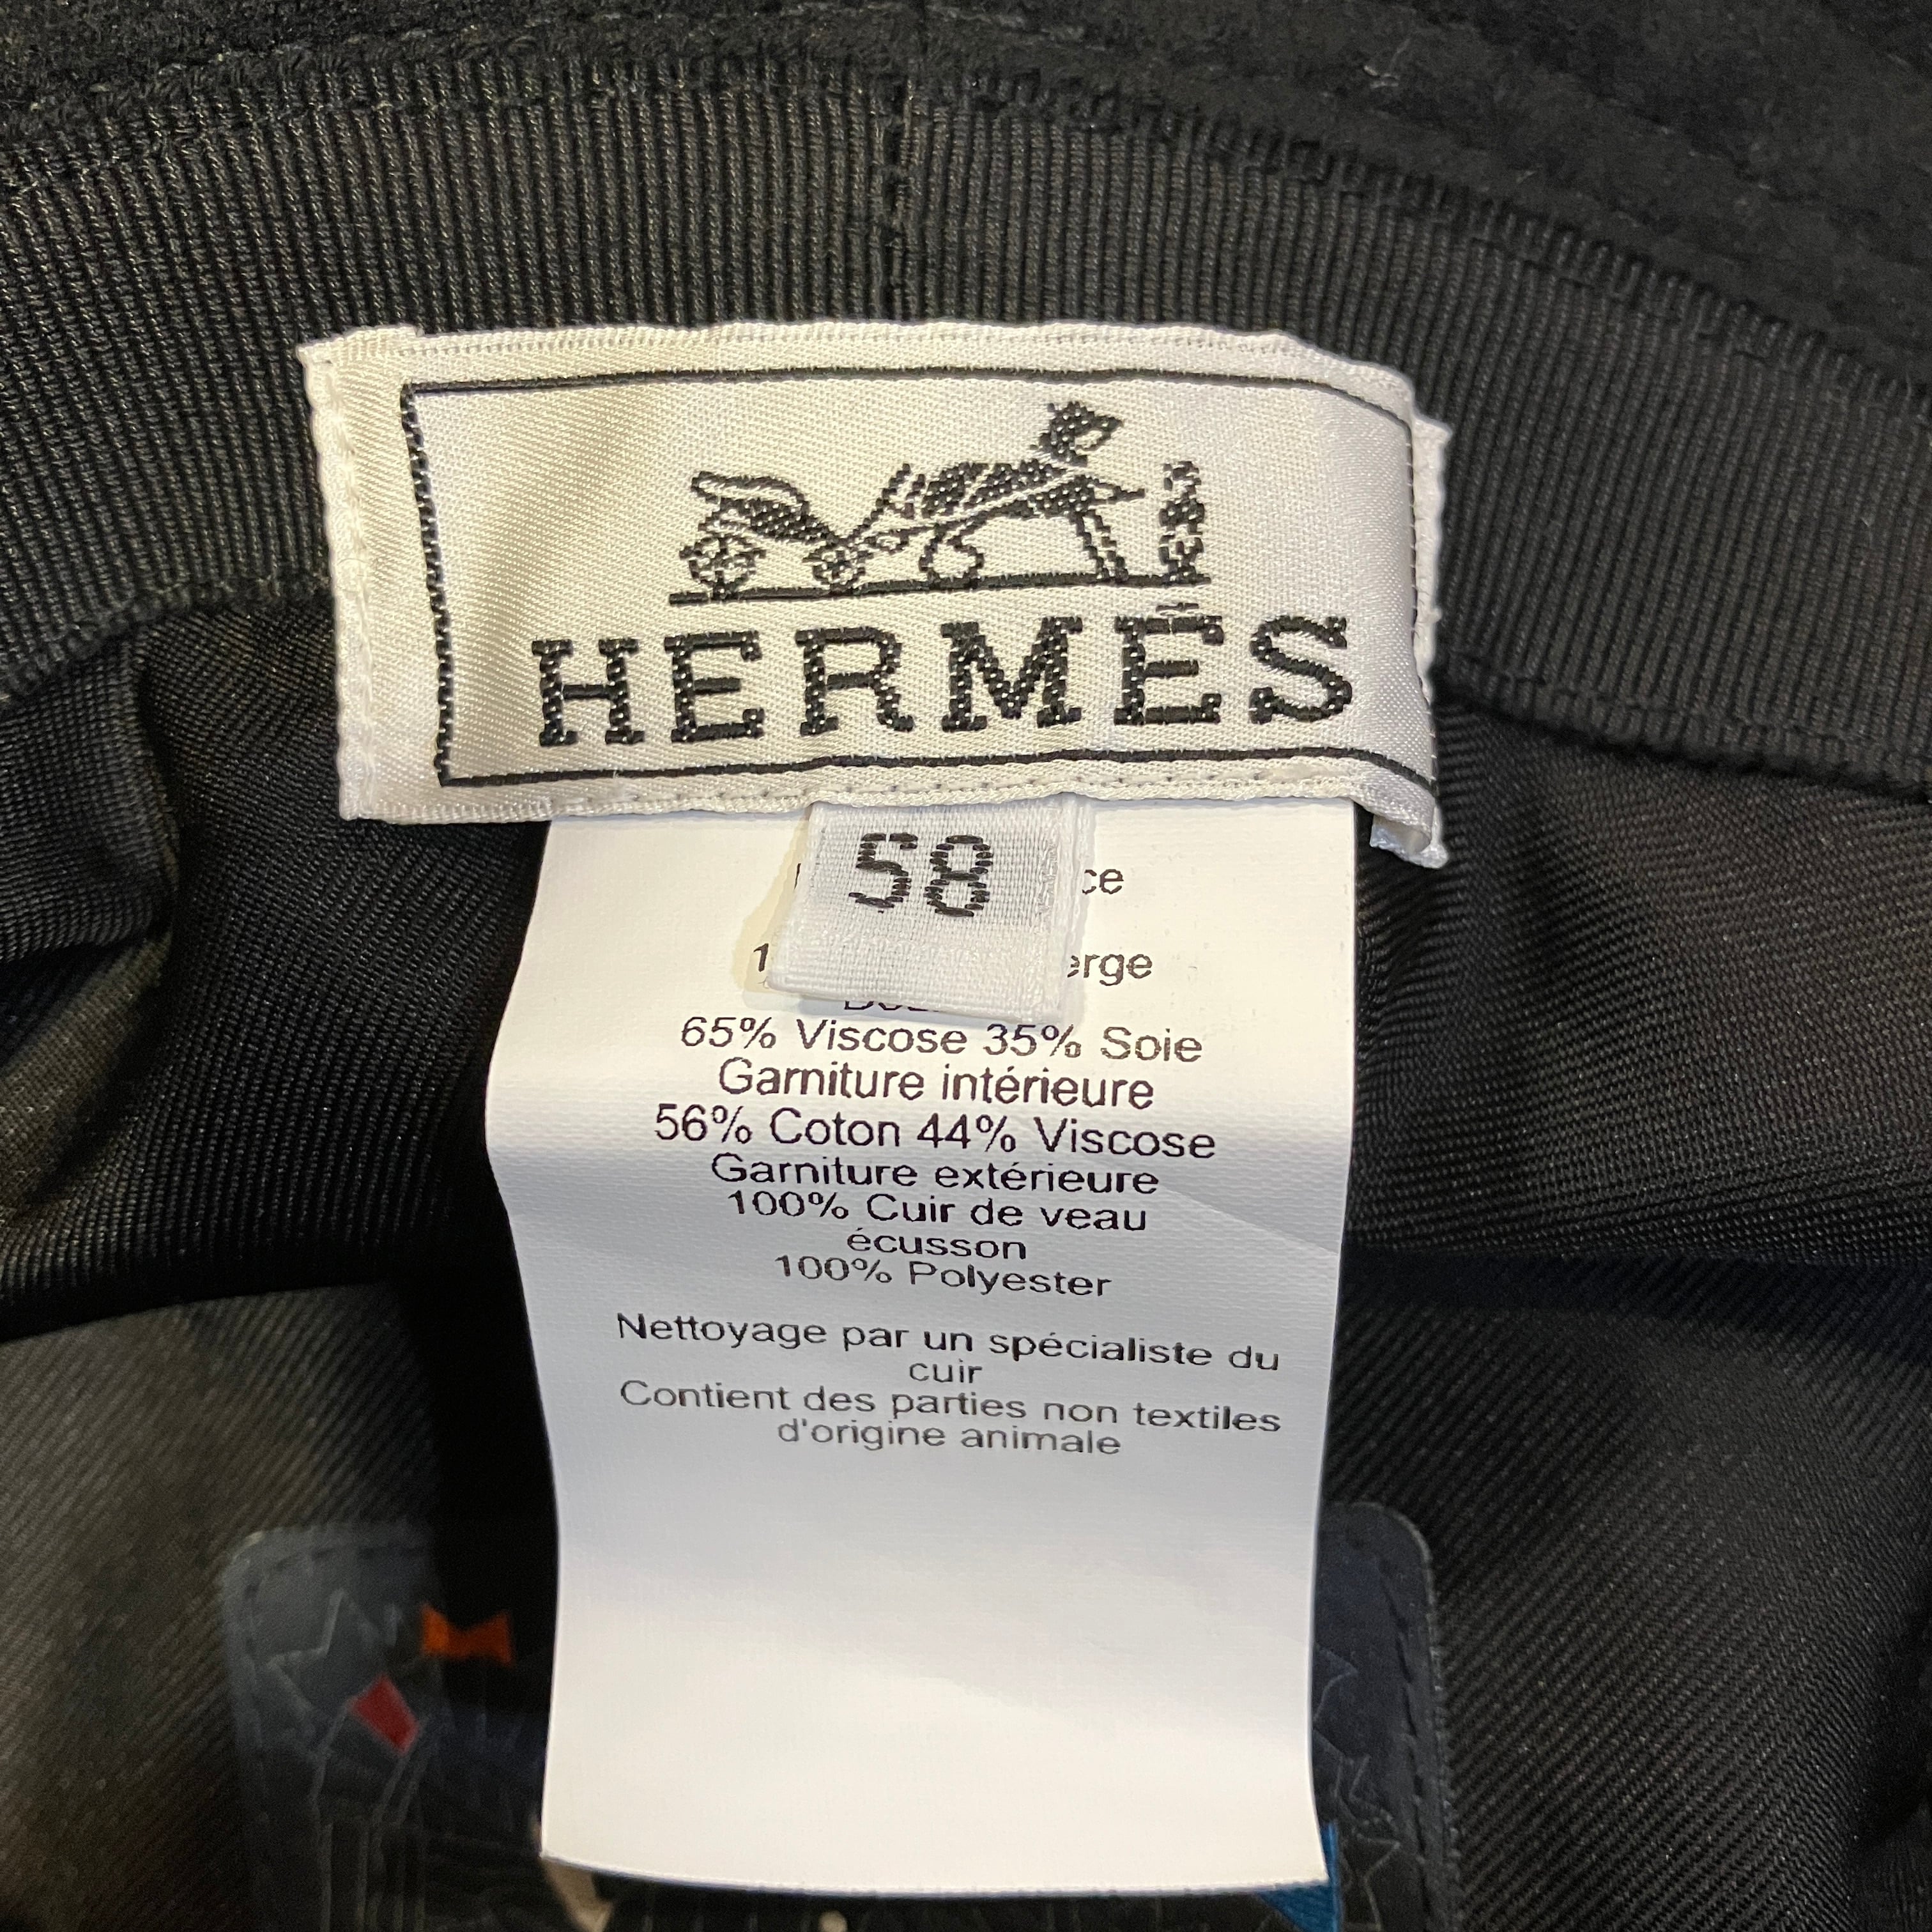 HERMÈS
58
65% Viscose 35% Soie
Garniture intérieure
56% Coton 44% Viscose
Garniture extérieure
100% Cuir de veau
écusson
100% Polyester
Nettoyage par un spécialiste du
cuir
Contient des parties non textiles
d'origine animale